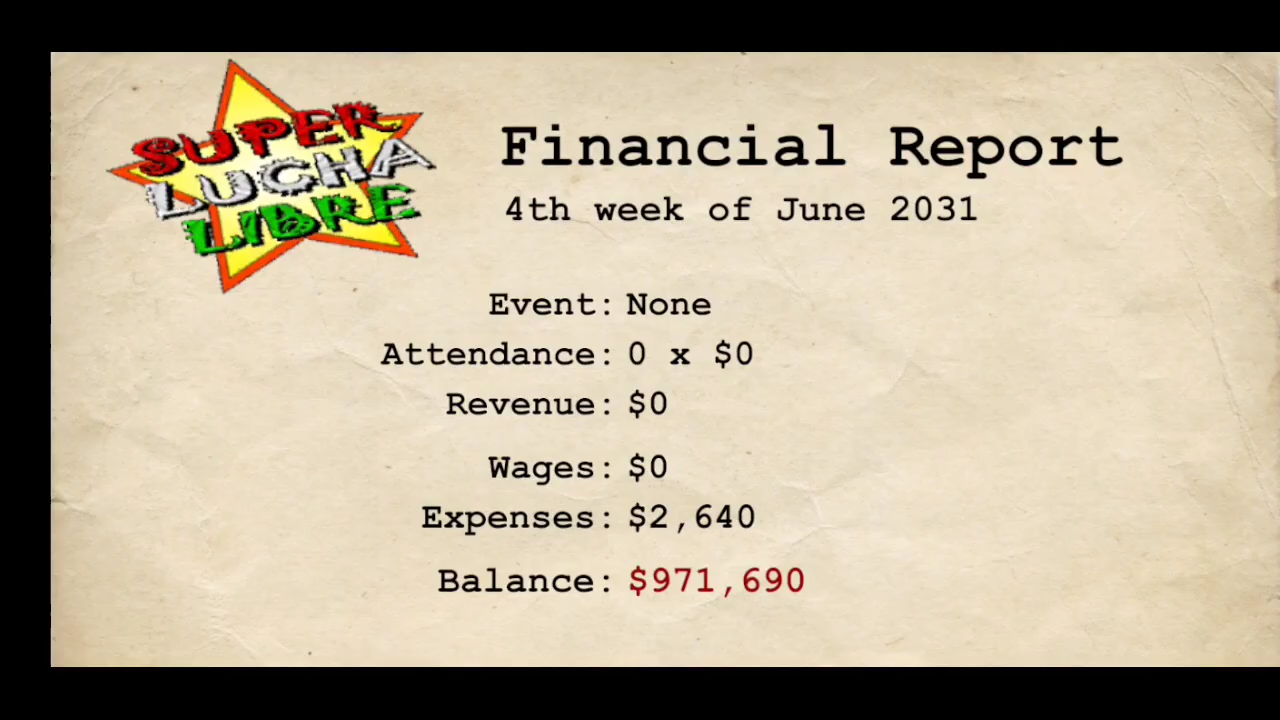 SUPER
LUCHA
LIBRE
Financial Report
4th week of June 2031
Event: None
Attendance: 0 x $0
Revenue: $0
Wages: $0
Expenses: $2,640
Balance: $971,690